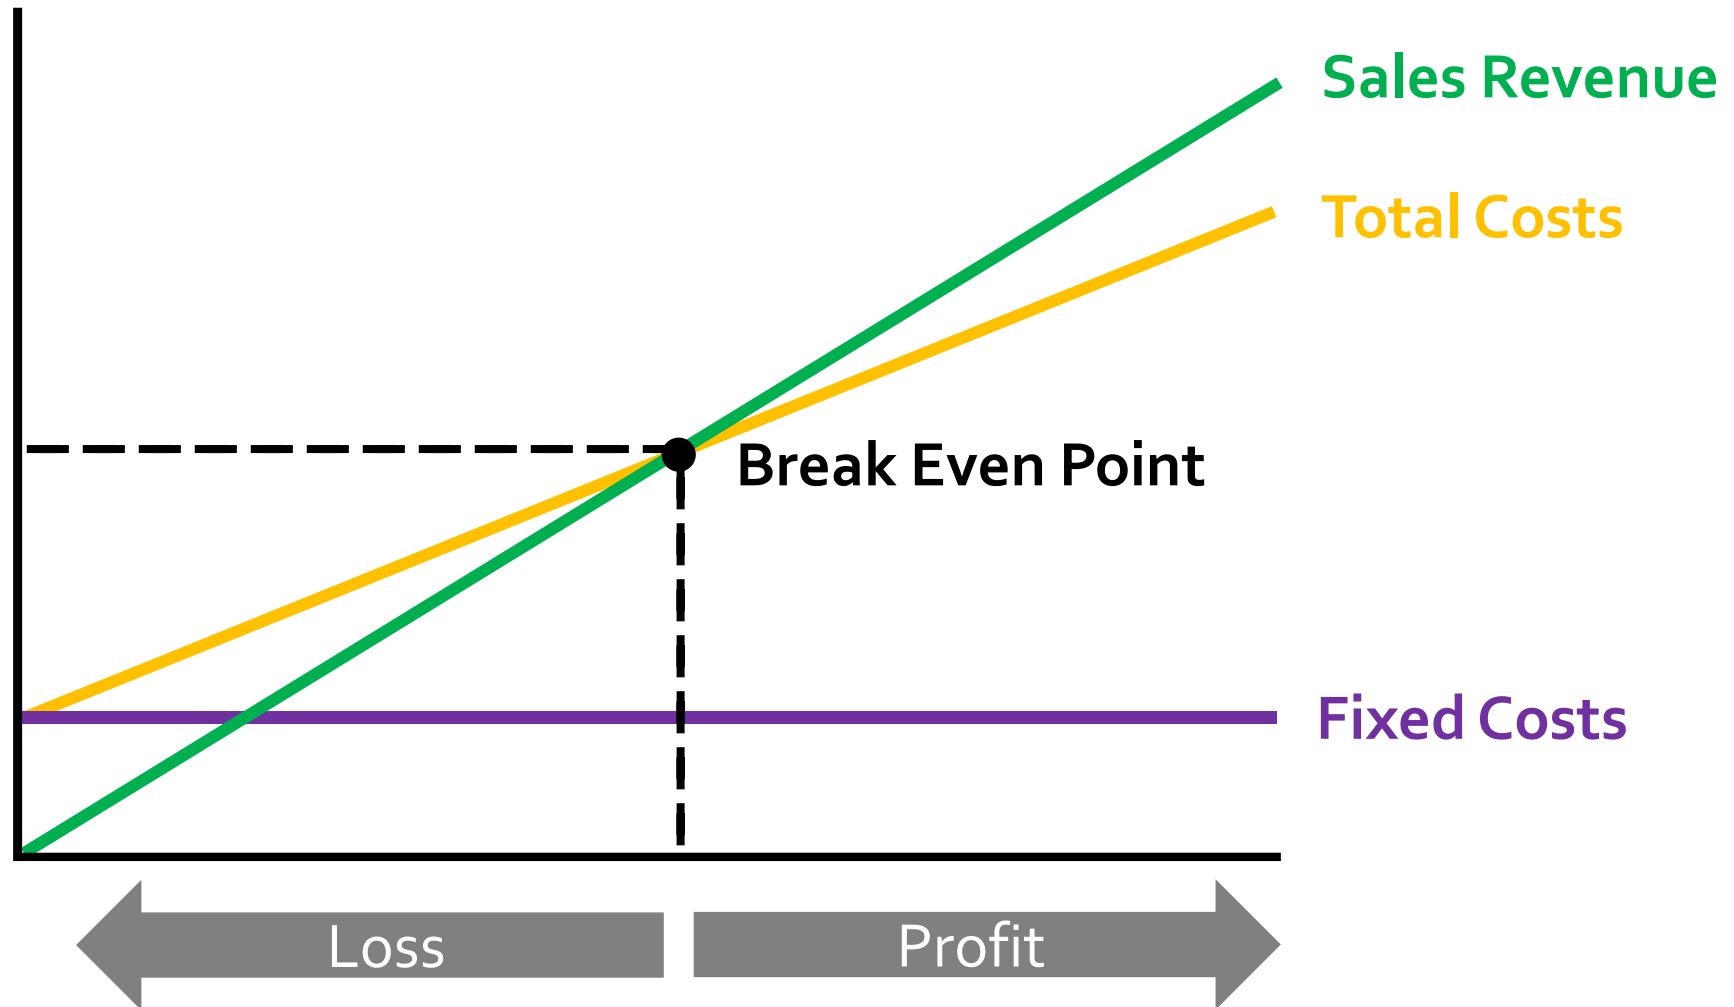 Sales Revenue
Total Costs
Break Even Point
Fixed Costs
Loss
Profit